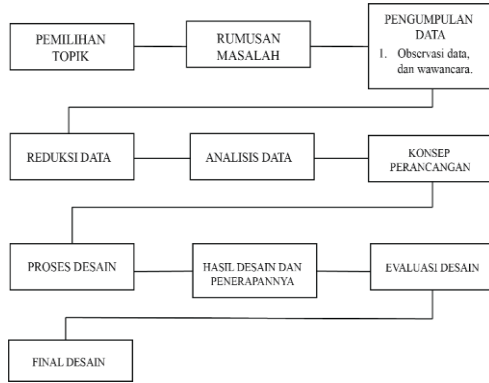 PEMILIHAN
TOPIK
RUMUSAN
MASALAH
PENGUMPULAN
DATA
1. Observasi data,
dan wawancara.
REDUKSI DATA
ANALISIS DATA
KONSEP
PERANCANGAN
PROSES DESAIN
HASIL DESAIN DAN
PENERAPANNYA
EVALUASI DESAIN
FINAL DESAIN